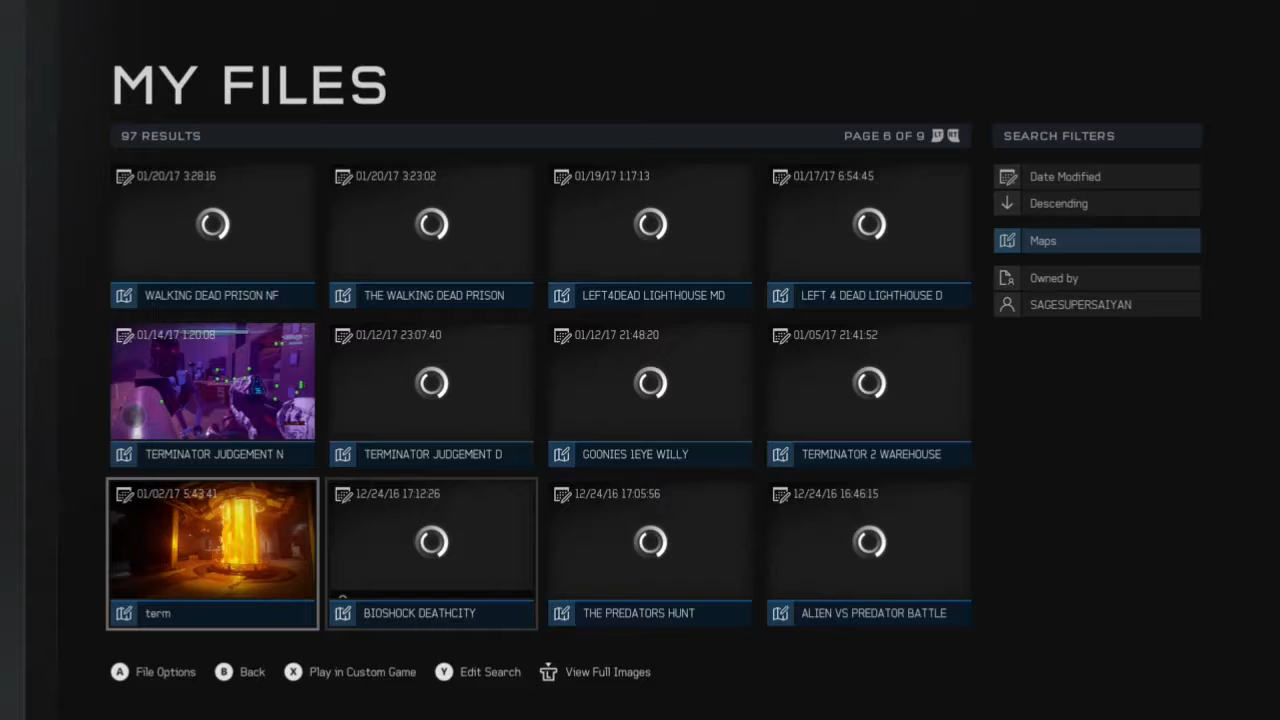 MY FILES
97 RESULTS
PAGE 6 OF 9 LT RT
SEARCH FILTERS
01/20/17 3:28:16
01/20/17 3:23:02
01/19/17 1:17:13
01/17/17 6:54:45
Date Modified
Descending
Maps
Owned by
SAGESUPERSAIYAN
WALKING DEAD PRISON NF
THE WALKING DEAD PRISON
LEFT4DEAD LIGHTHOUSE MD
LEFT 4 DEAD LIGHTHOUSE D
01/14/17 1:20:08
01/12/17 23:07:40
01/12/17 21:48:20
01/05/17 21:41:52
TERMINATOR JUDGEMENT N
TERMINATOR JUDGEMENT D
GOONIES 1EYE WILLY
TERMINATOR 2 WAREHOUSE
01/02/17 5:43:41
12/24/16 17:12:26
12/24/16 17:05:56
12/24/16 16:46:15
term
BIOSHOCK DEATHCITY
THE PREDATORS HUNT
ALIEN VS PREDATOR BATTLE
A File Options
B Back
X Play in Custom Game
Y Edit Search
L View Full Images